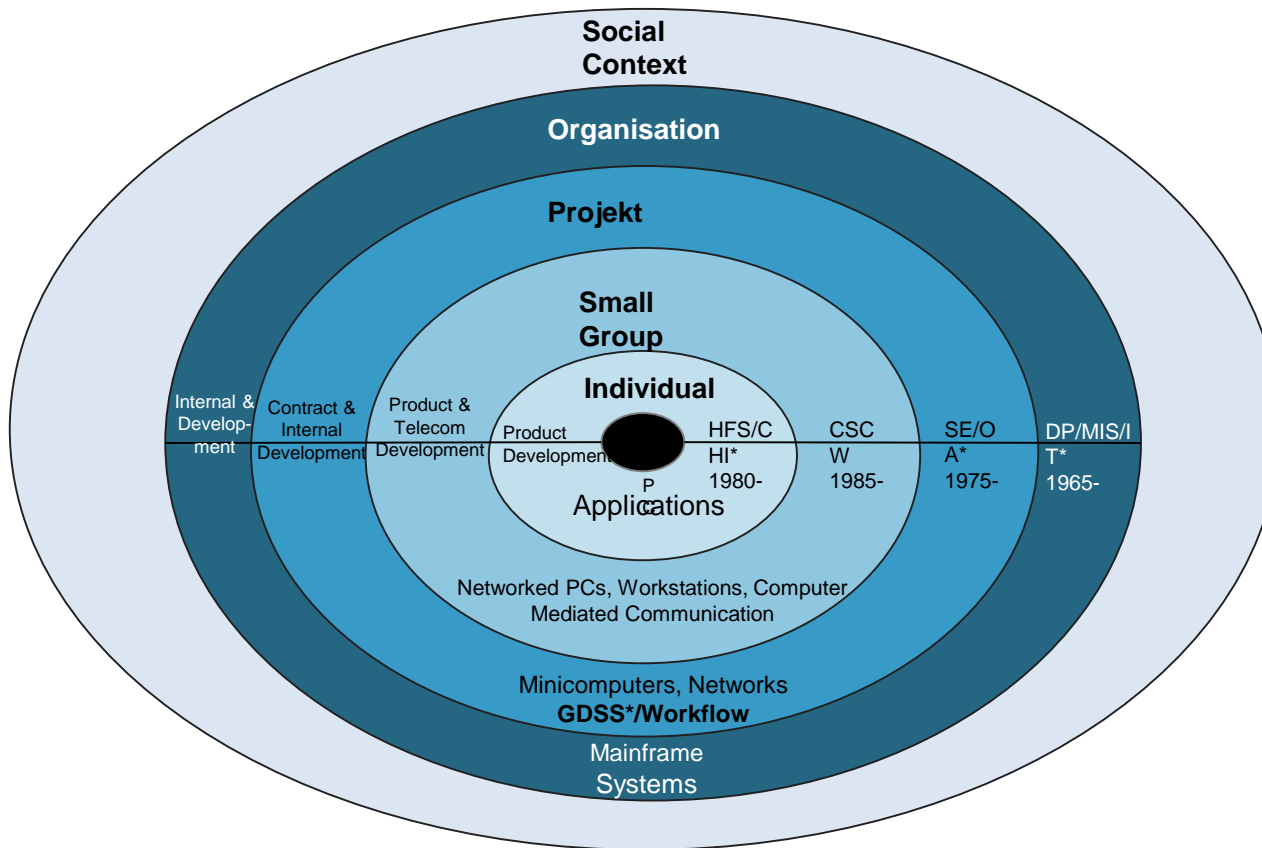 Social
Context
Organisation
Projekt
Small
Group
Individual
Internal &
Develop-
ment
Contract &
Internal
Development
Product &
Telecom
Development
Product
Development
HFS/C
HI*
1980-
CSC
W
1985-
SE/O
A*
1975-
DP/MIS/I
T*
1965-
P
C
Applications
Networked PCs, Workstations, Computer
Mediated Communication
Minicomputers, Networks
GDSS*/Workflow
Mainframe
Systems